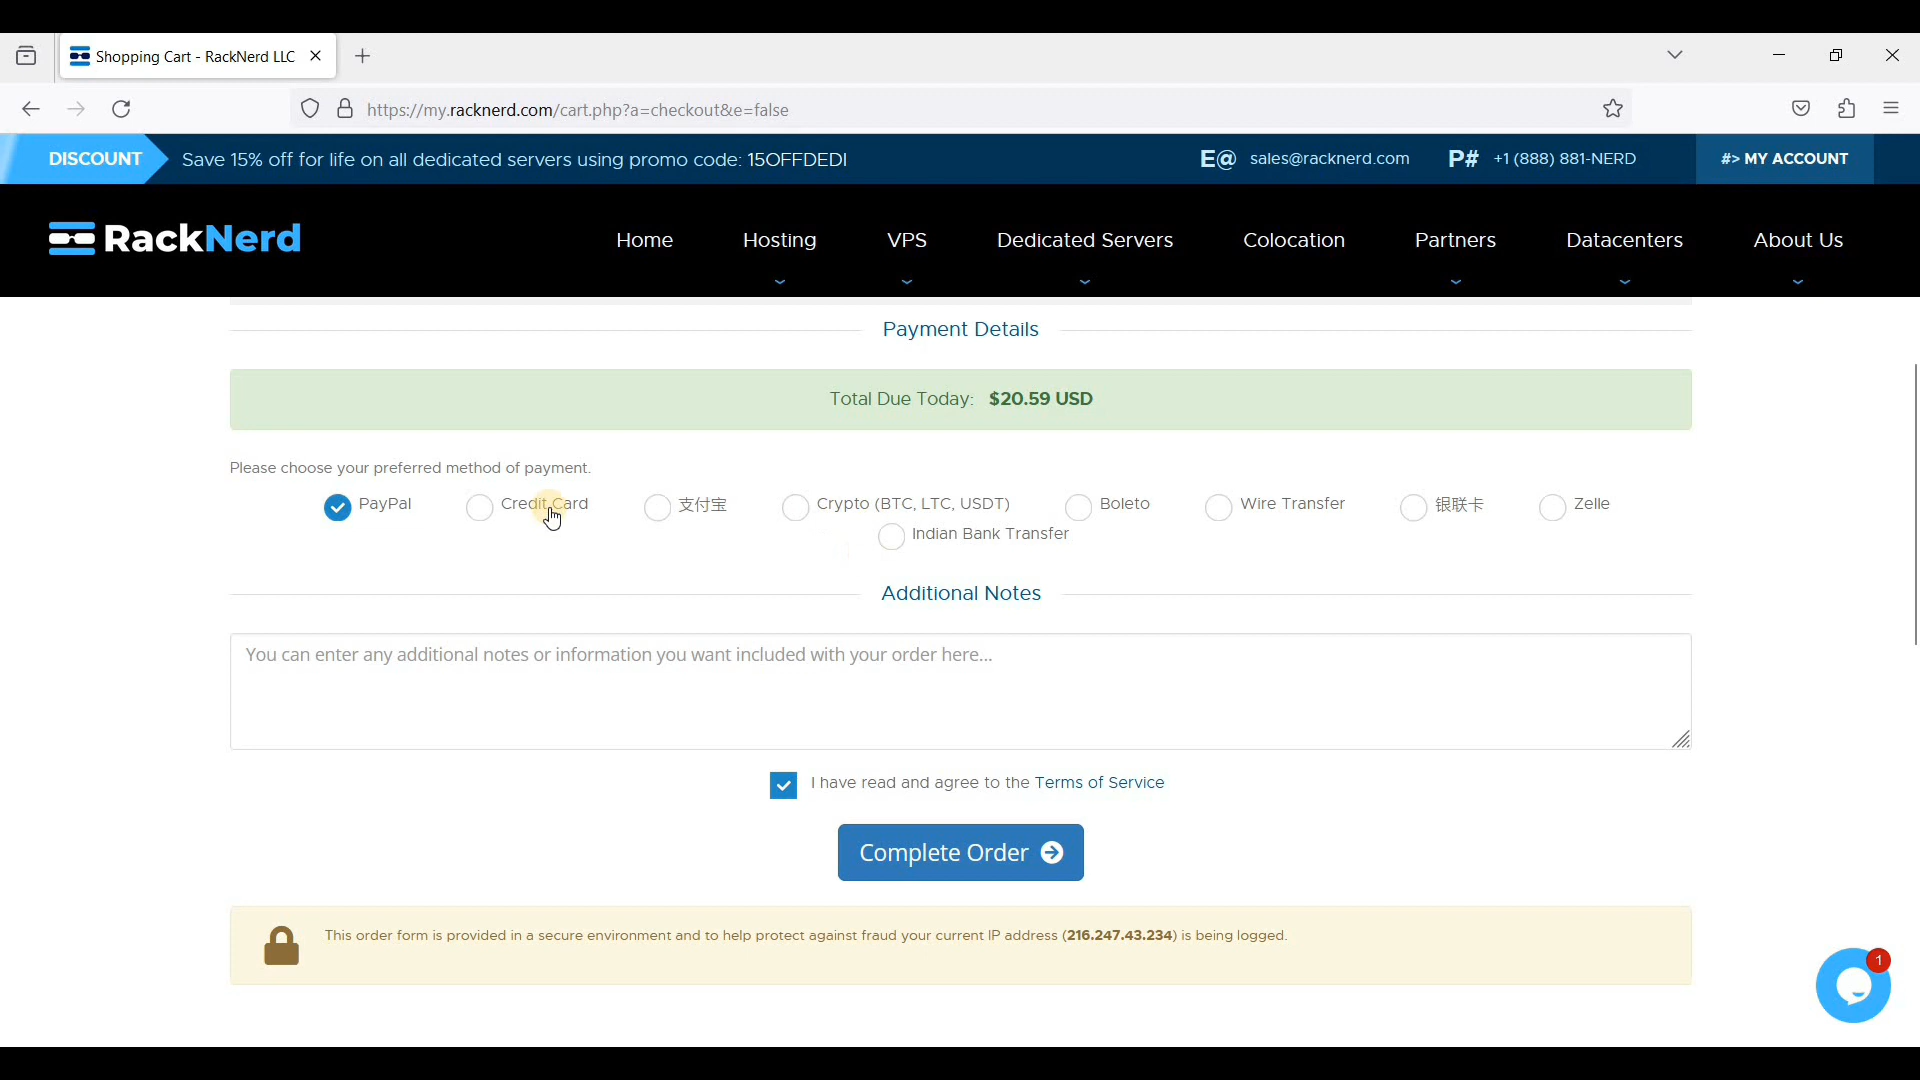 Shopping Cart - RackNerd LLC
https://my.racknerd.com/cart.php?a=checkout&e=false
DISCOUNT Save 15% off for life on all dedicated servers using promo code: 15OFFDEDI E@ sales@racknerd.com P# +1 (888) 881-NERD #> MY ACCOUNT
RackNerd Home Hosting VPS Dedicated Servers Colocation Partners Datacenters About Us
Payment Details
Total Due Today: $20.59 USD
Please choose your preferred method of payment.
PayPal Credit Card 支付宝 Crypto (BTC, LTC, USDT) Boleto Wire Transfer 银联卡 Zelle
Indian Bank Transfer
Additional Notes
You can enter any additional notes or information you want included with your order here...
I have read and agree to the Terms of Service
Complete Order
This order form is provided in a secure environment and to help protect against fraud your current IP address (216.247.43.234) is being logged.
1